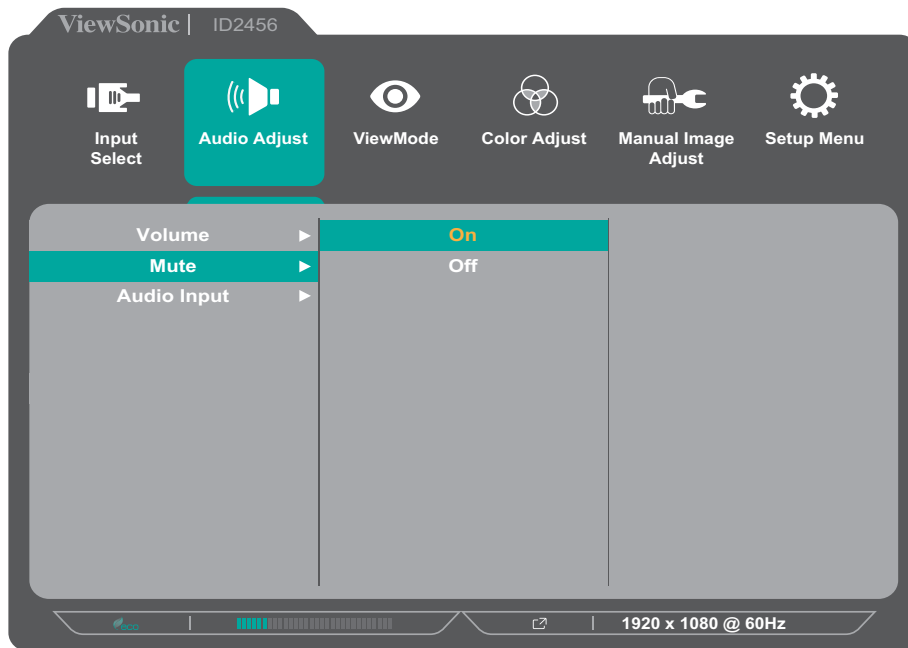 ViewSonic | ID2456
Input Select
Audio Adjust
ViewMode
Color Adjust
Manual Image Adjust
Setup Menu
Volume ▶ On
Mute ▶ Off
Audio Input ▶
eco | 1920 x 1080 @ 60Hz